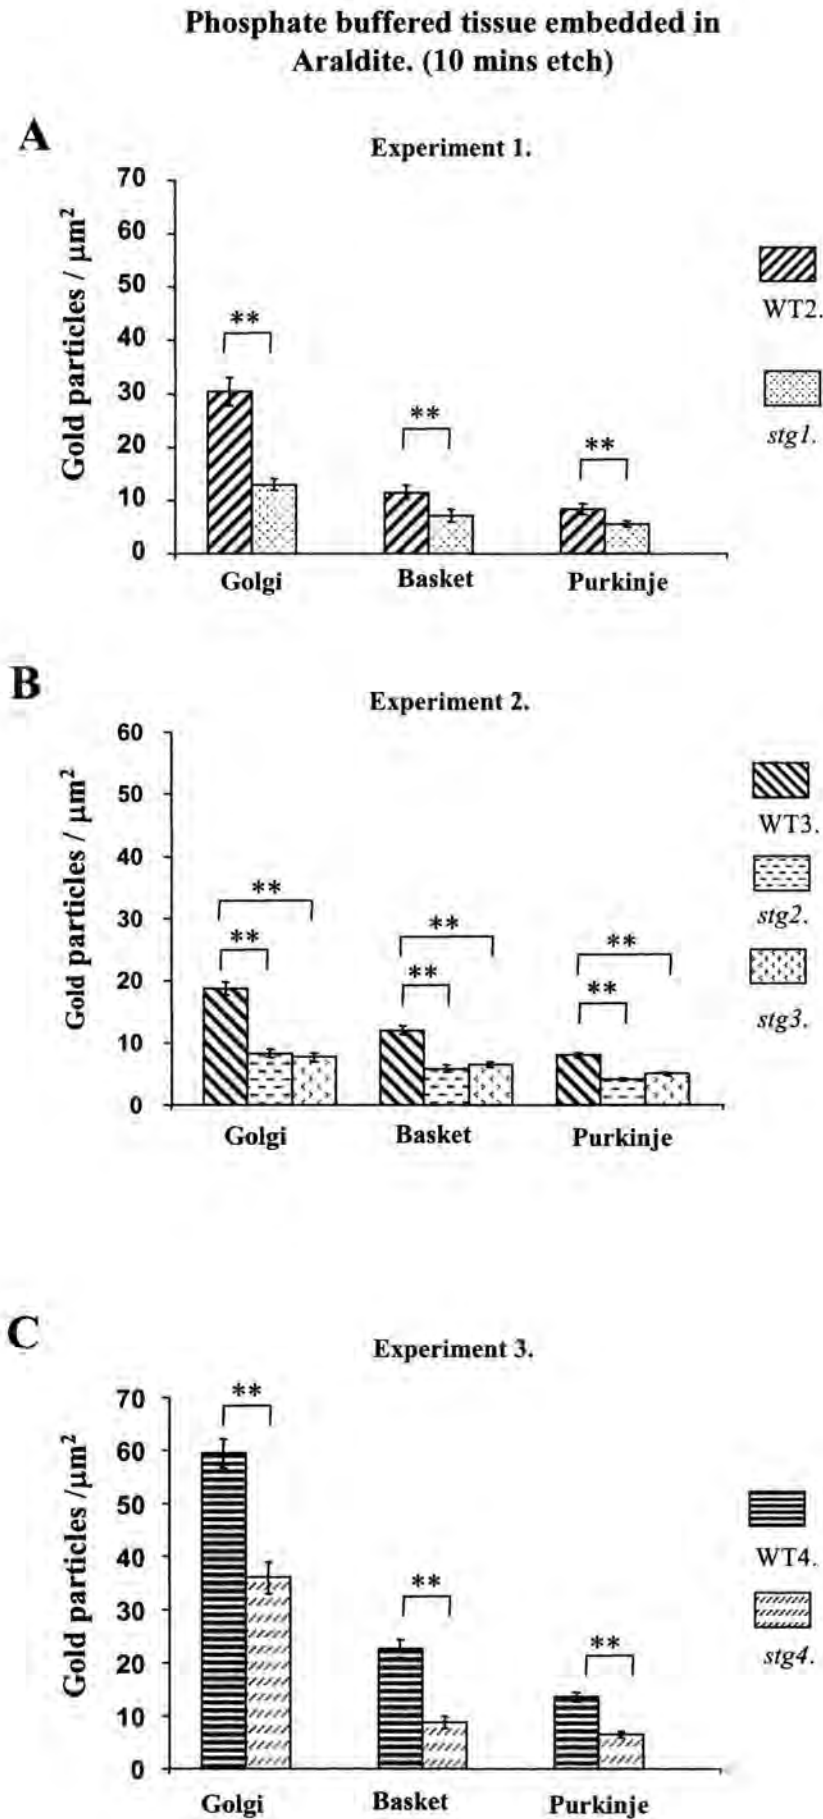 Phosphate buffered tissue embedded in
Araldite. (10 mins etch)
A
Experiment 1.
Gold particles / µm²
70
60
50
40
30
20
10
0
**
**
**
Golgi
Basket
Purkinje
WT2.
stg1.
B
Experiment 2.
Gold particles / µm²
60
50
40
30
20
10
0
**
**
**
**
**
**
Golgi
Basket
Purkinje
WT3.
stg2.
stg3.
C
Experiment 3.
Gold particles /µm²
70
60
50
40
30
20
10
0
**
**
**
Golgi
Basket
Purkinje
WT4.
stg4.